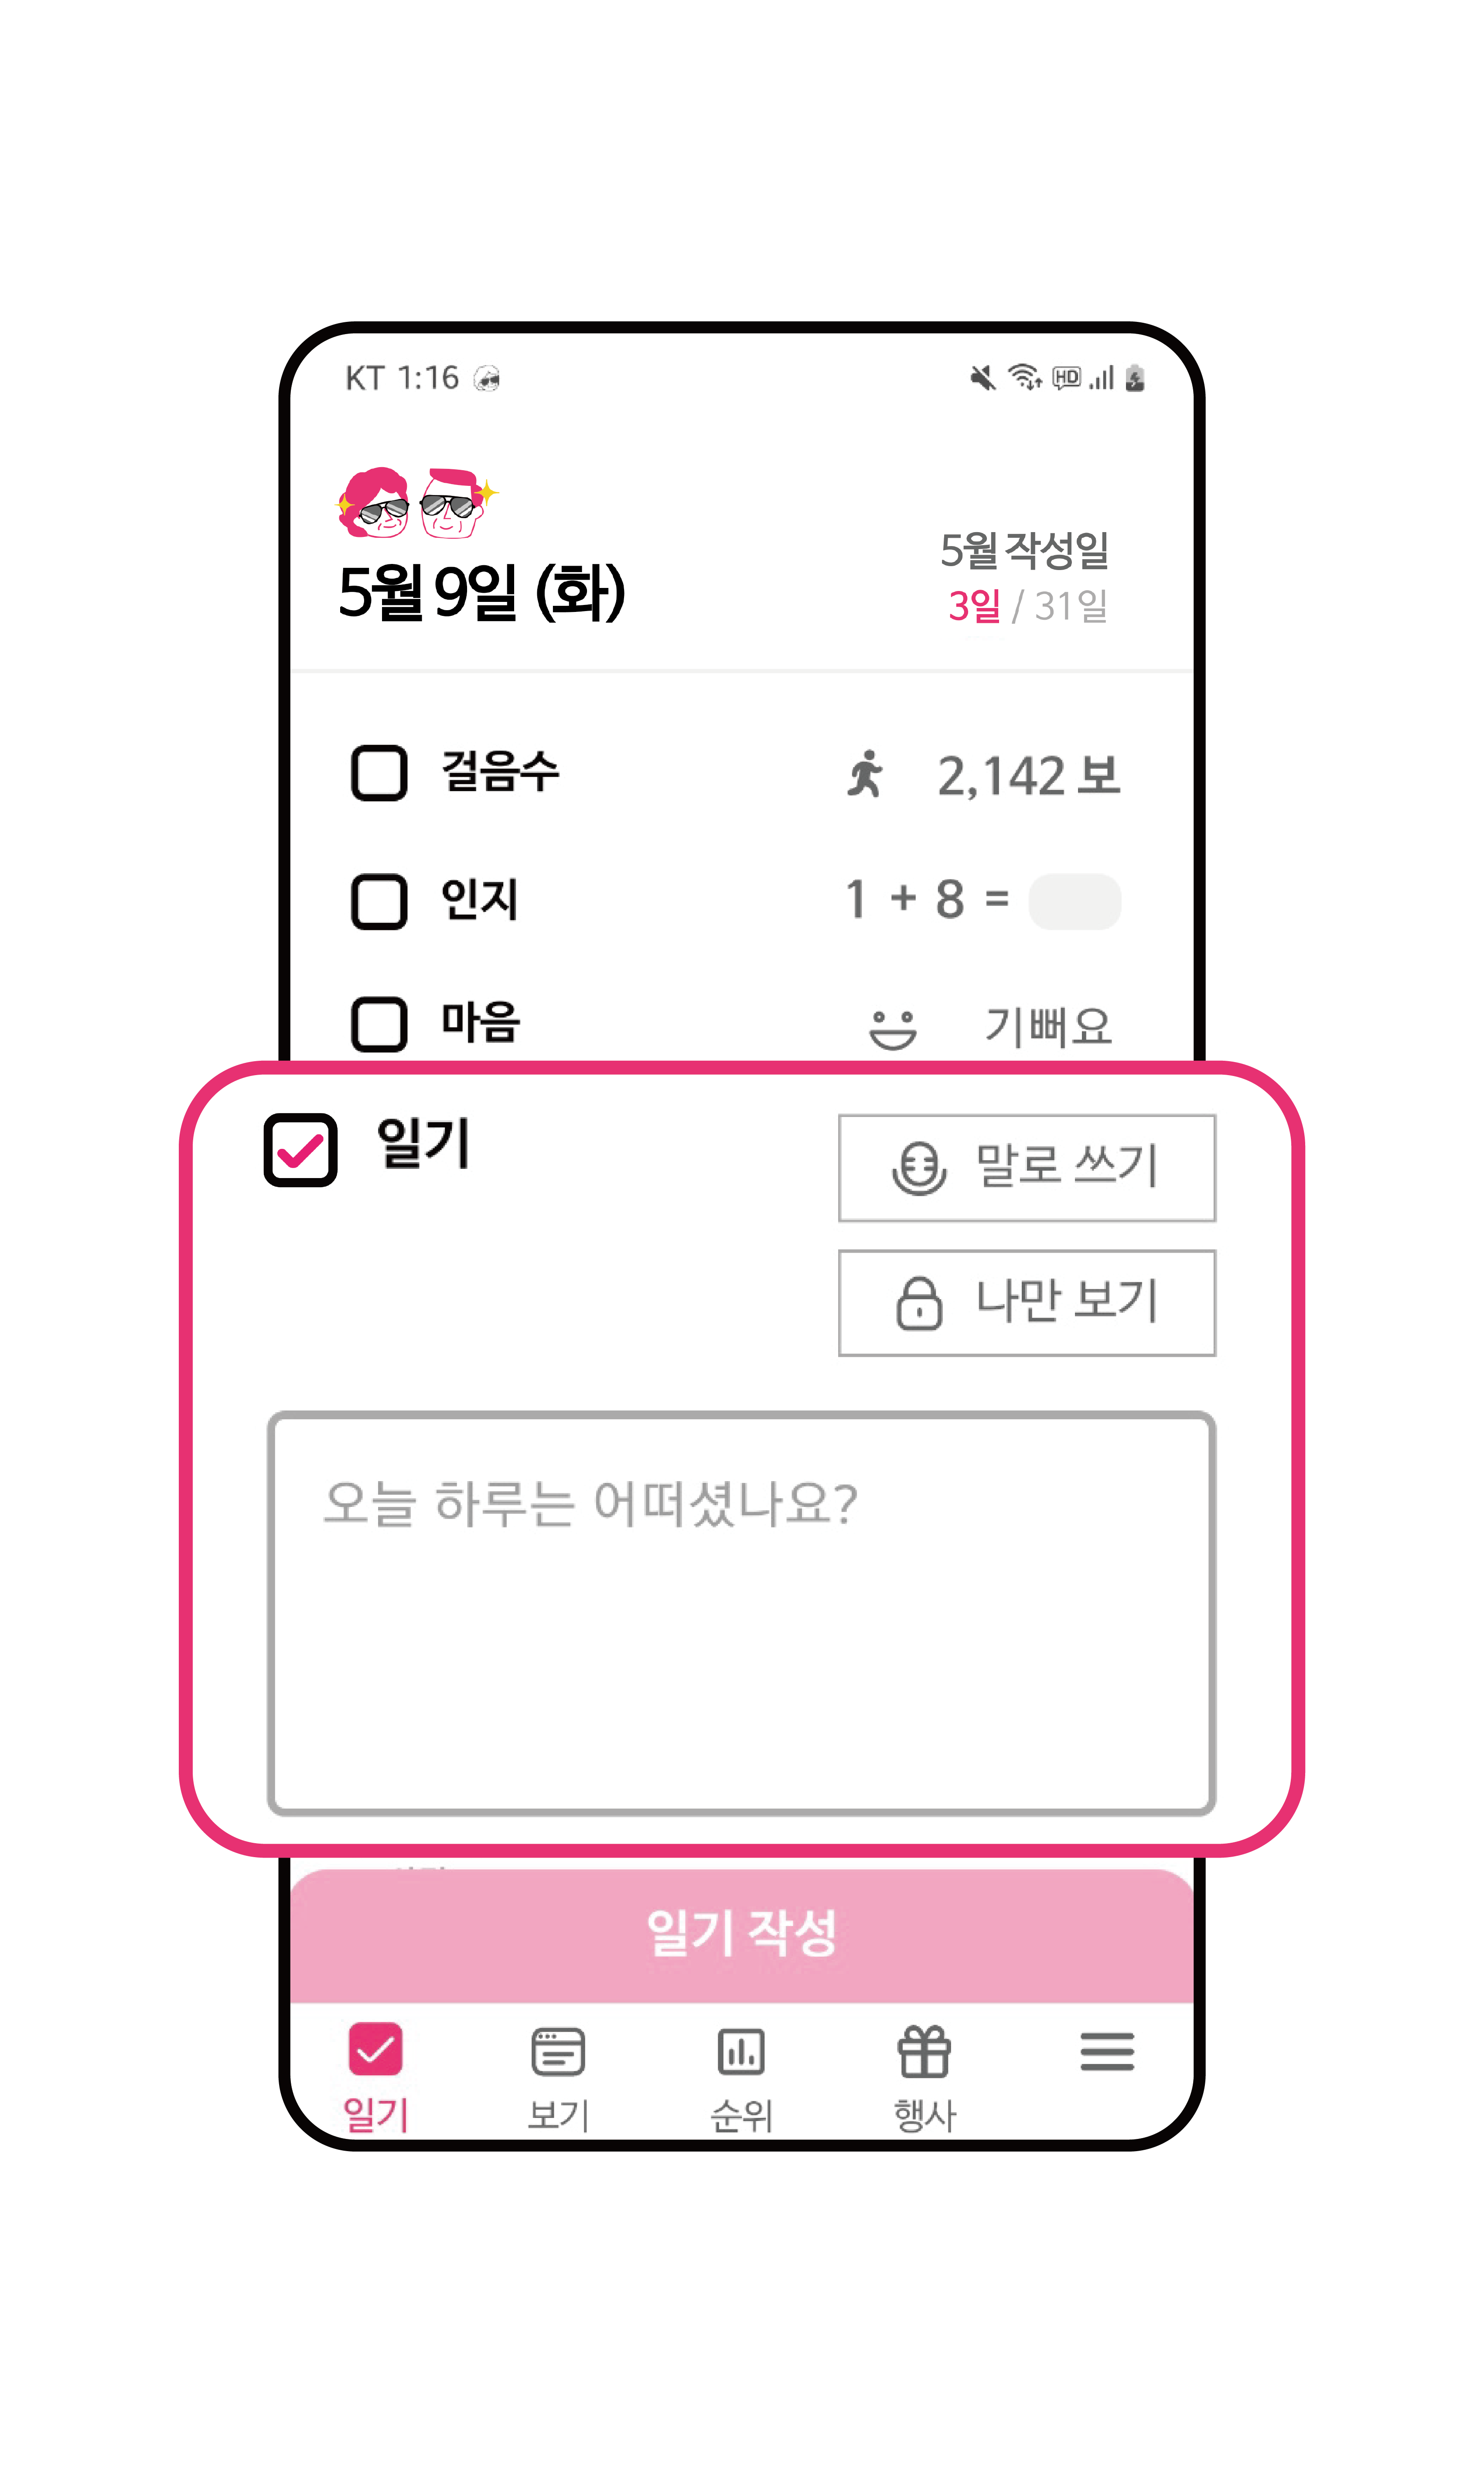 KT 1:16
HD
5월 작성일
5월 9일 (화)
3일 / 31일
걸음수 2,142 보
인지 1 + 8 =
마음 기뻐요
일기 말로 쓰기
나만 보기
오늘 하루는 어떠셨나요?
일기 작성
일기 보기 순위 행사